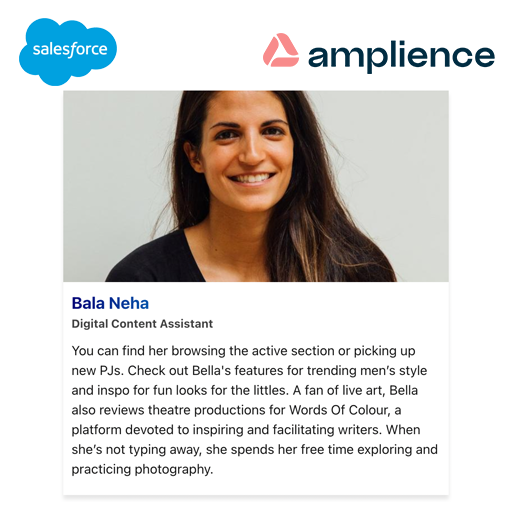 salesforce
amplience
Bala Neha
Digital Content Assistant
You can find her browsing the active section or picking up
new PJs. Check out Bella's features for trending men’s style
and inspo for fun looks for the littles. A fan of live art, Bella
also reviews theatre productions for Words Of Colour, a
platform devoted to inspiring and facilitating writers. When
she’s not typing away, she spends her free time exploring and
practicing photography.